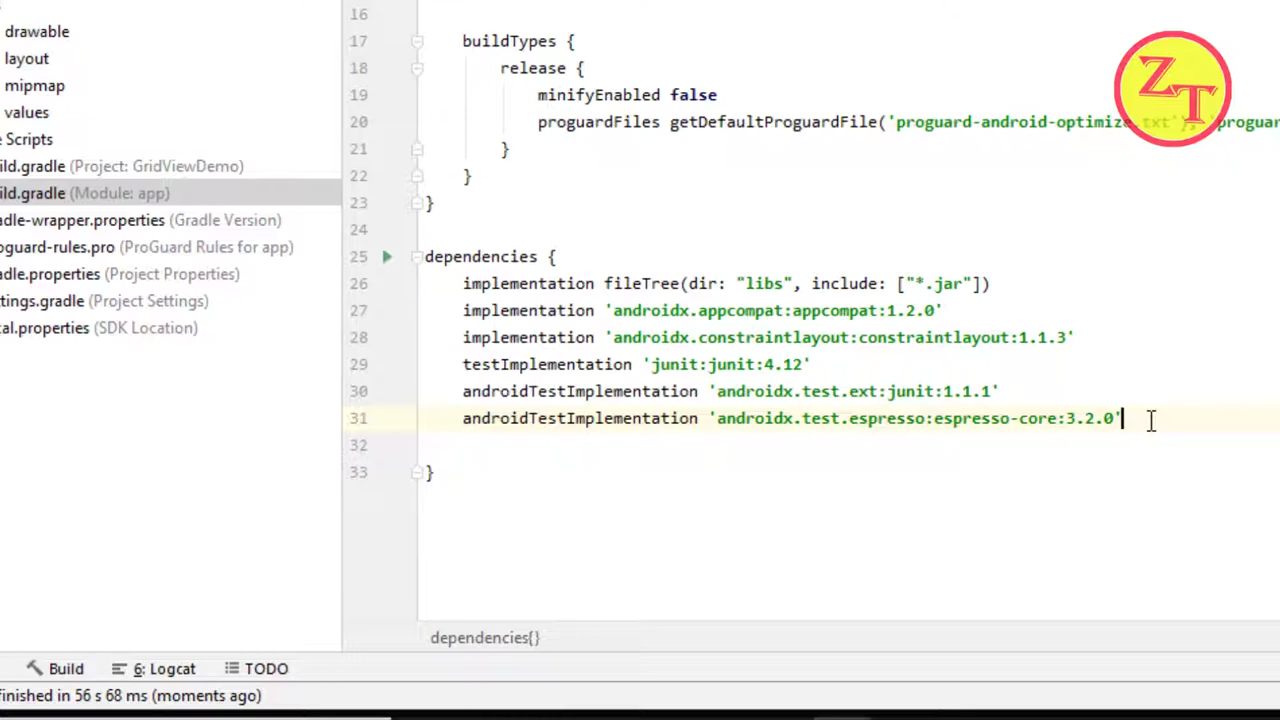 drawable
layout
mipmap
values
Scripts
ild.gradle (Project: GridViewDemo)
ild.gradle (Module: app)
adle-wrapper.properties (Gradle Version)
oguard-rules.pro (ProGuard Rules for app)
adle.properties (Project Properties)
ttings.gradle (Project Settings)
cal.properties (SDK Location)
16
17 buildTypes {
18 release {
19 minifyEnabled false
20 proguardFiles getDefaultProguardFile('proguard-android-optimize.txt'), 'proguar
21 }
22 }
23 }
24
25 dependencies {
26 implementation fileTree(dir: "libs", include: ["*.jar"])
27 implementation 'androidx.appcompat:appcompat:1.2.0'
28 implementation 'androidx.constraintlayout:constraintlayout:1.1.3'
29 testImplementation 'junit:junit:4.12'
30 androidTestImplementation 'androidx.test.ext:junit:1.1.1'
31 androidTestImplementation 'androidx.test.espresso:espresso-core:3.2.0'
32
33 }
ZT
dependencies{}
Build 6: Logcat TODO
finished in 56 s 68 ms (moments ago)